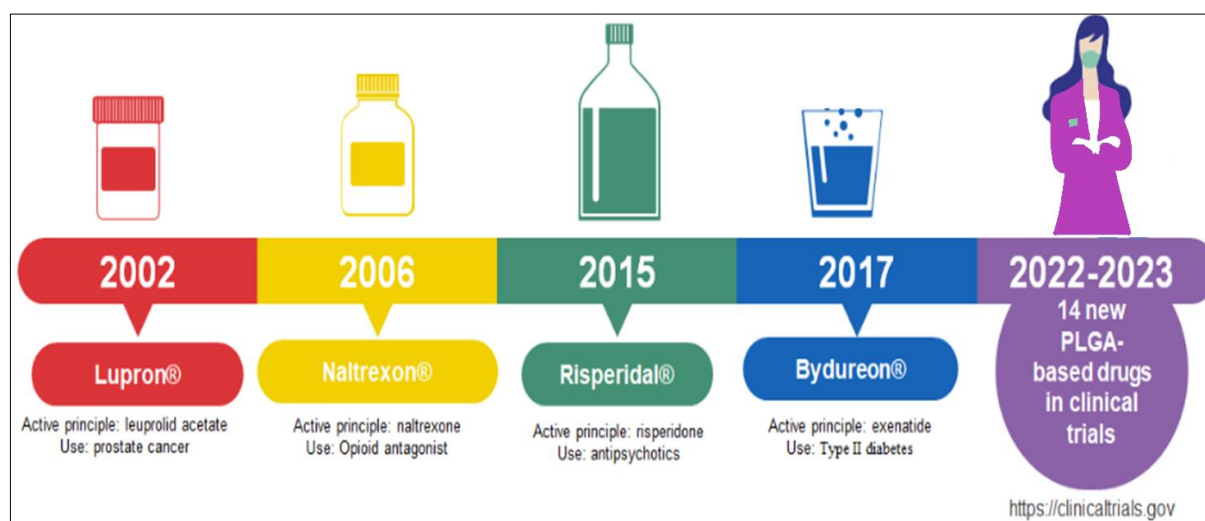 2002
2006
2015
2017
2022-2023
Lupron®
Naltrexon®
Risperidal®
Bydureon®
14 new
PLGA-
based drugs
in clinical
trials
Active principle: leuprolid acetate
Use: prostate cancer
Active principle: naltrexone
Use: Opioid antagonist
Active principle: risperidone
Use: antipsychotics
Active principle: exenatide
Use: Type II diabetes
https://clinicaltrials.gov